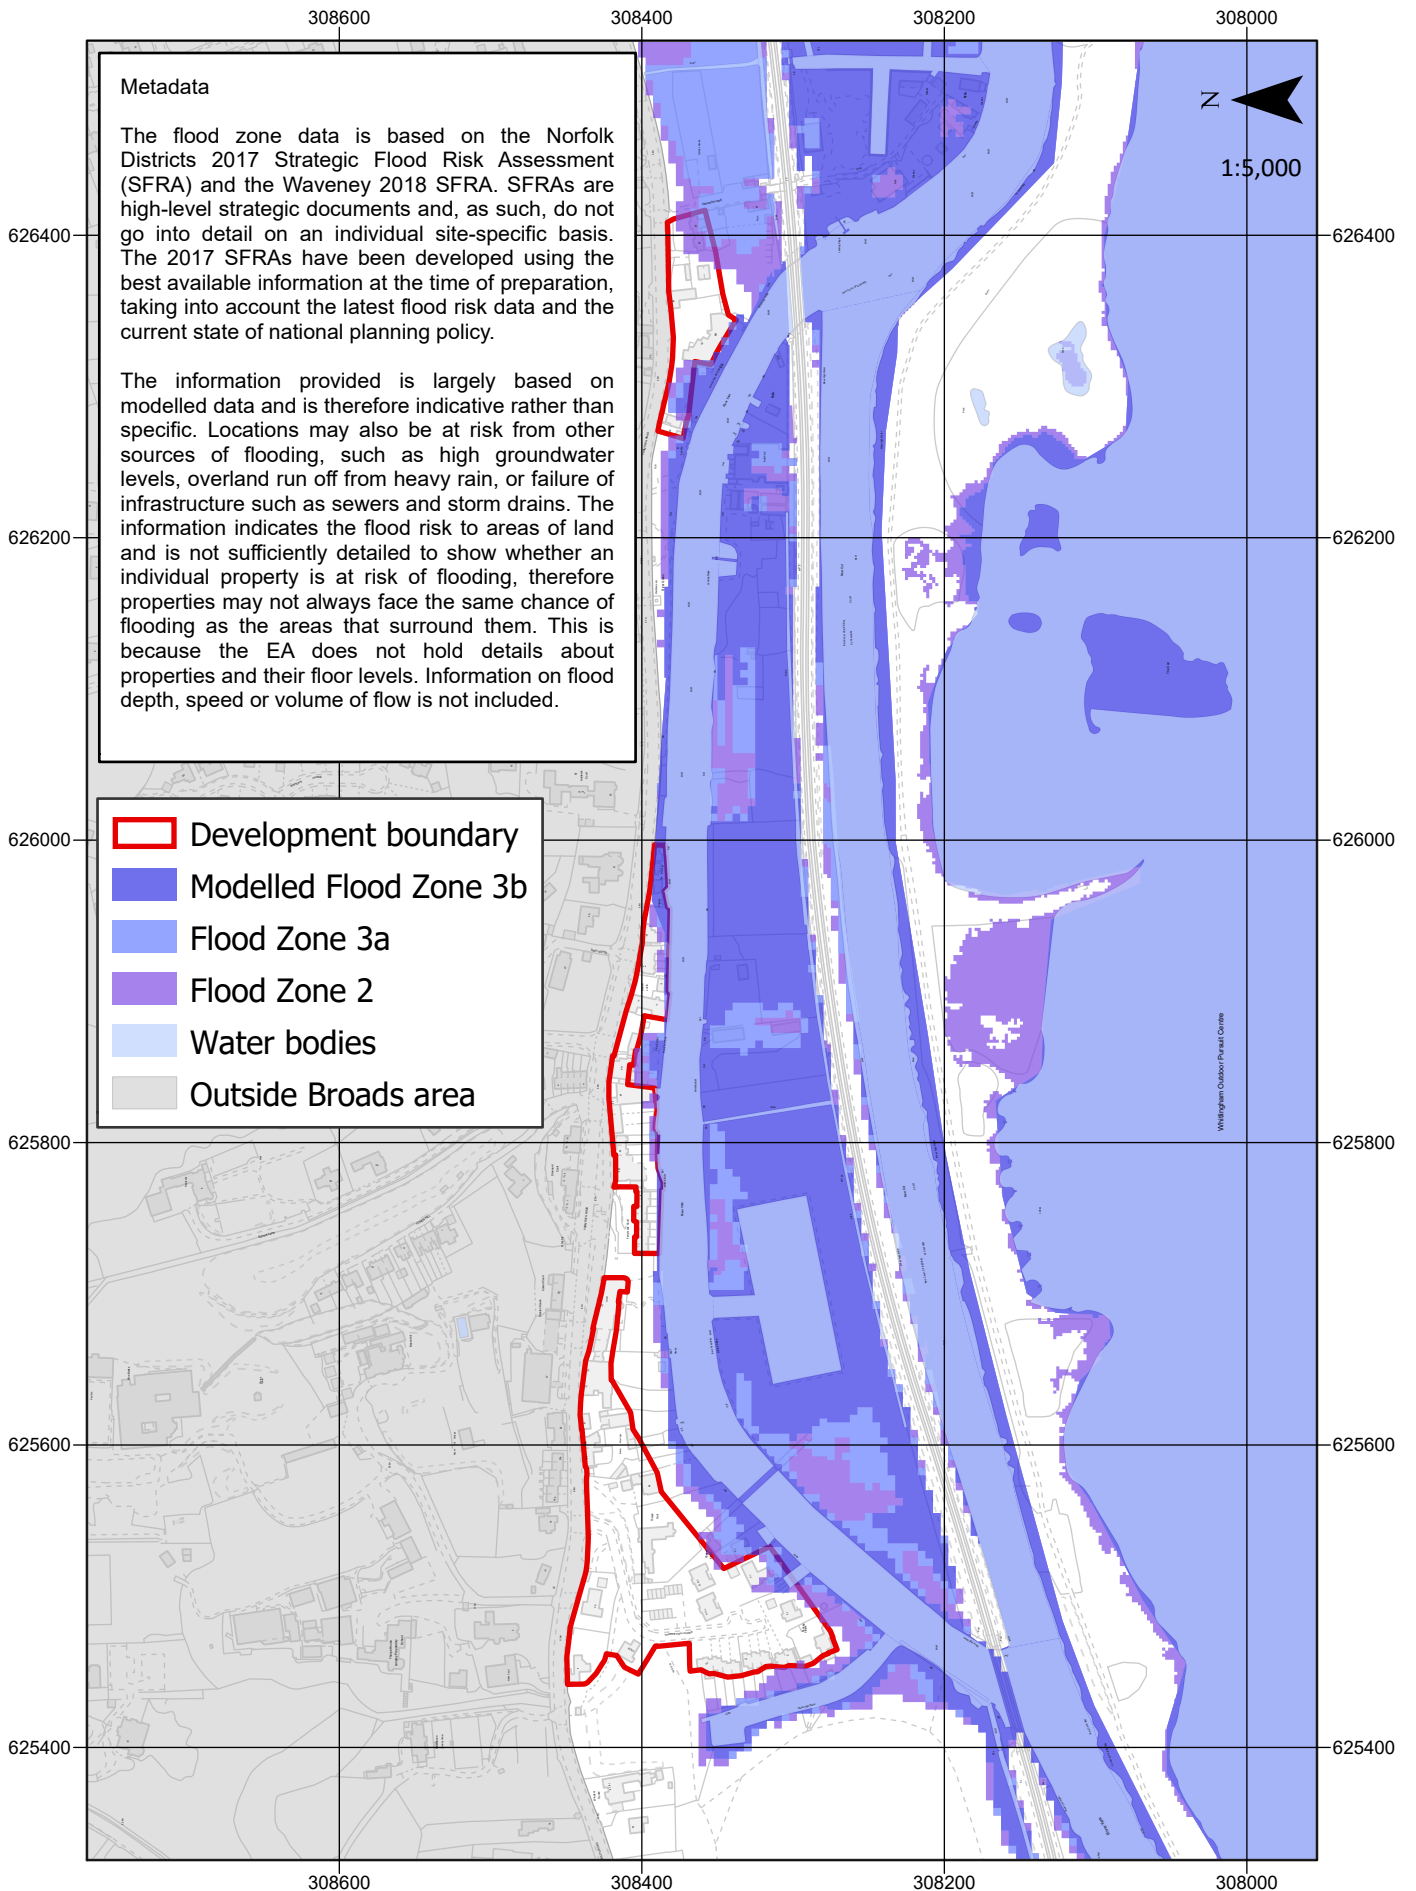 308600
308400
308200
308000
Metadata
The flood zone data is based on the Norfolk
Districts 2017 Strategic Flood Risk Assessment
(SFRA) and the Waveney 2018 SFRA. SFRAs are
high-level strategic documents and, as such, do not
go into detail on an individual site-specific basis.
The 2017 SFRAs have been developed using the
best available information at the time of preparation,
taking into account the latest flood risk data and the
current state of national planning policy.
The information provided is largely based on
modelled data and is therefore indicative rather than
specific. Locations may also be at risk from other
sources of flooding, such as high groundwater
levels, overland run off from heavy rain, or failure of
infrastructure such as sewers and storm drains. The
information indicates the flood risk to areas of land
and is not sufficiently detailed to show whether an
individual property is at risk of flooding, therefore
properties may not always face the same chance of
flooding as the areas that surround them. This is
because the EA does not hold details about
properties and their floor levels. Information on flood
depth, speed or volume of flow is not included.
N
1:5,000
626400
626400
626200
626200
626000
626000
Development boundary
Modelled Flood Zone 3b
Flood Zone 3a
Flood Zone 2
Water bodies
Outside Broads area
Whitlingham Outdoor Pursuit Centre
625800
625800
625600
625600
625400
625400
308600
308400
308200
308000